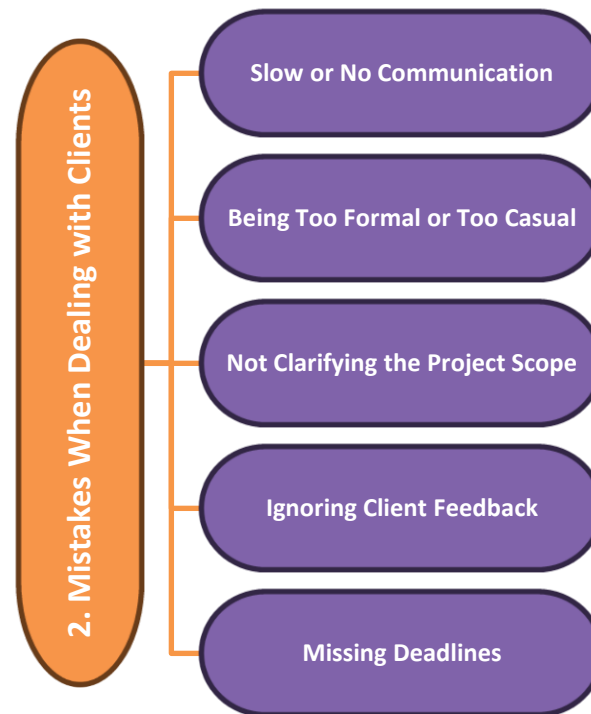 2. Mistakes When Dealing with Clients
Slow or No Communication
Being Too Formal or Too Casual
Not Clarifying the Project Scope
Ignoring Client Feedback
Missing Deadlines